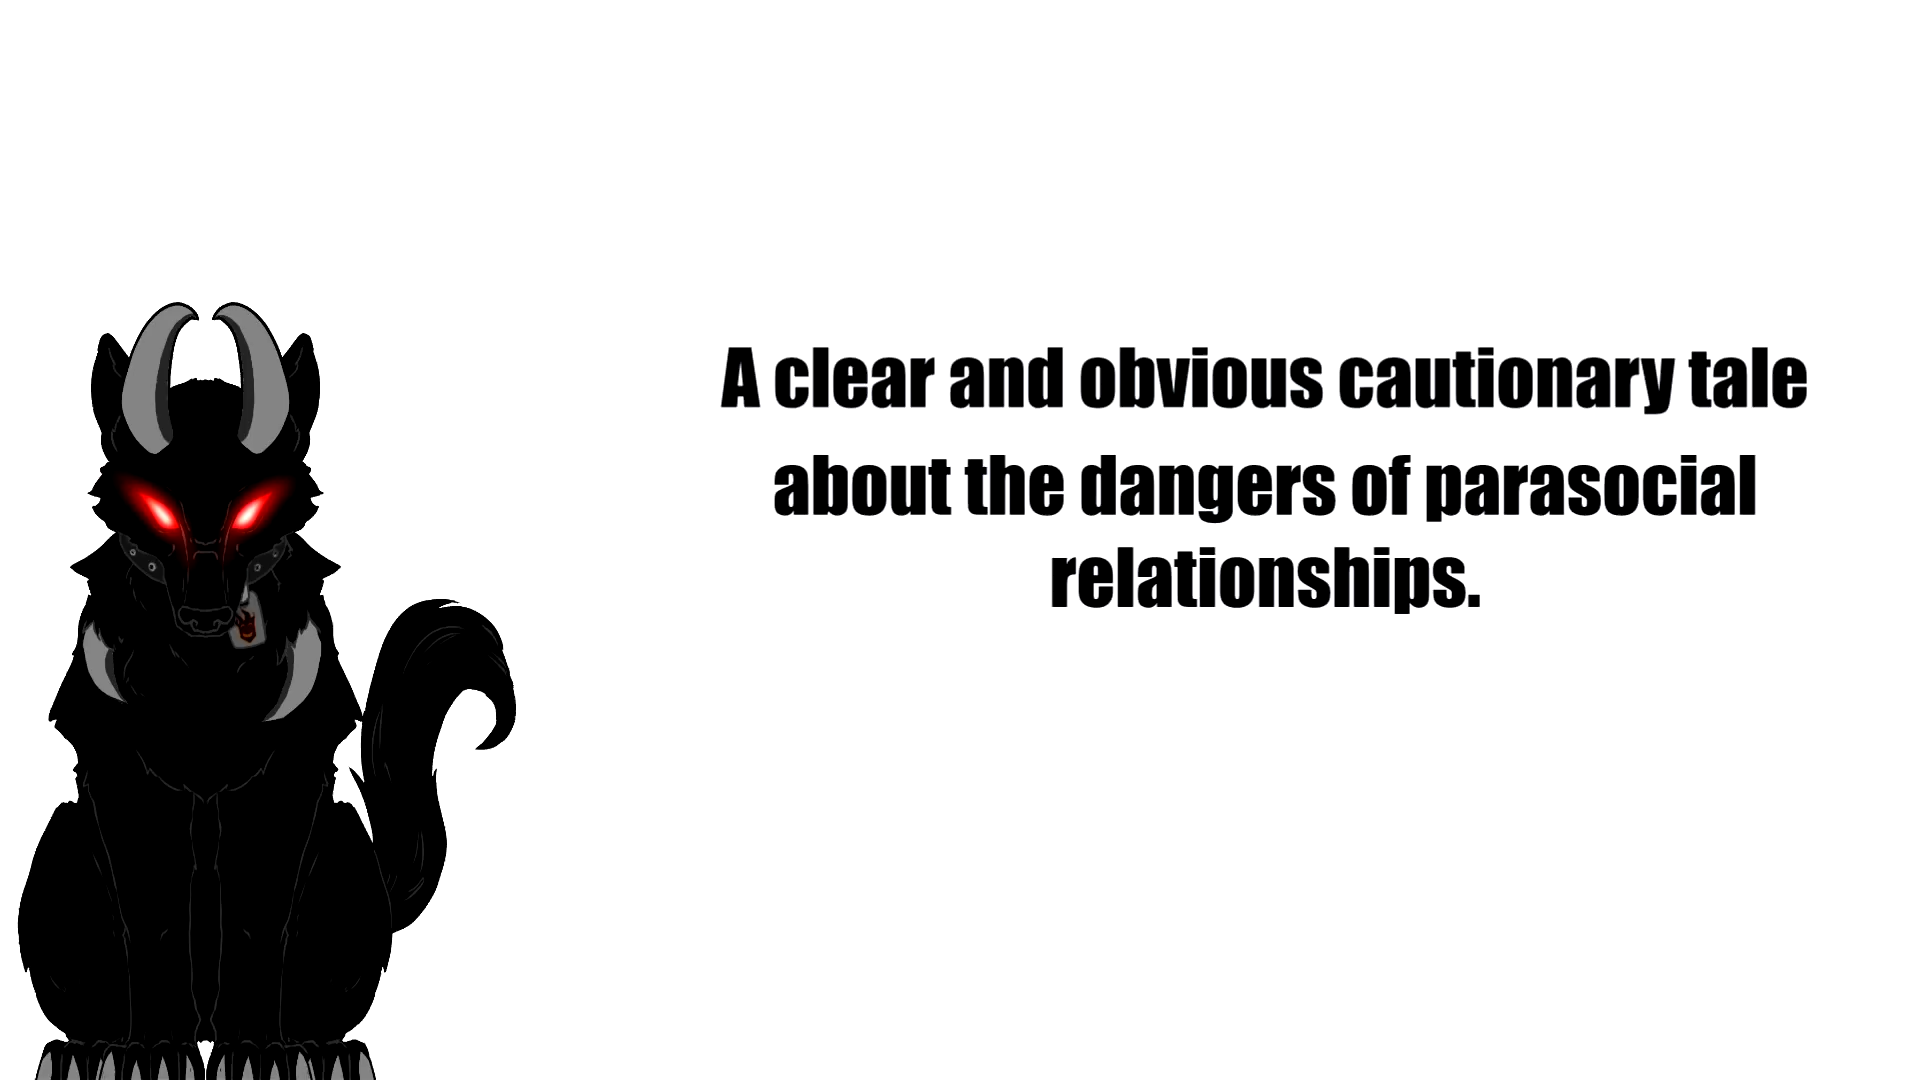 A clear and obvious cautionary tale
about the dangers of parasocial
relationships.